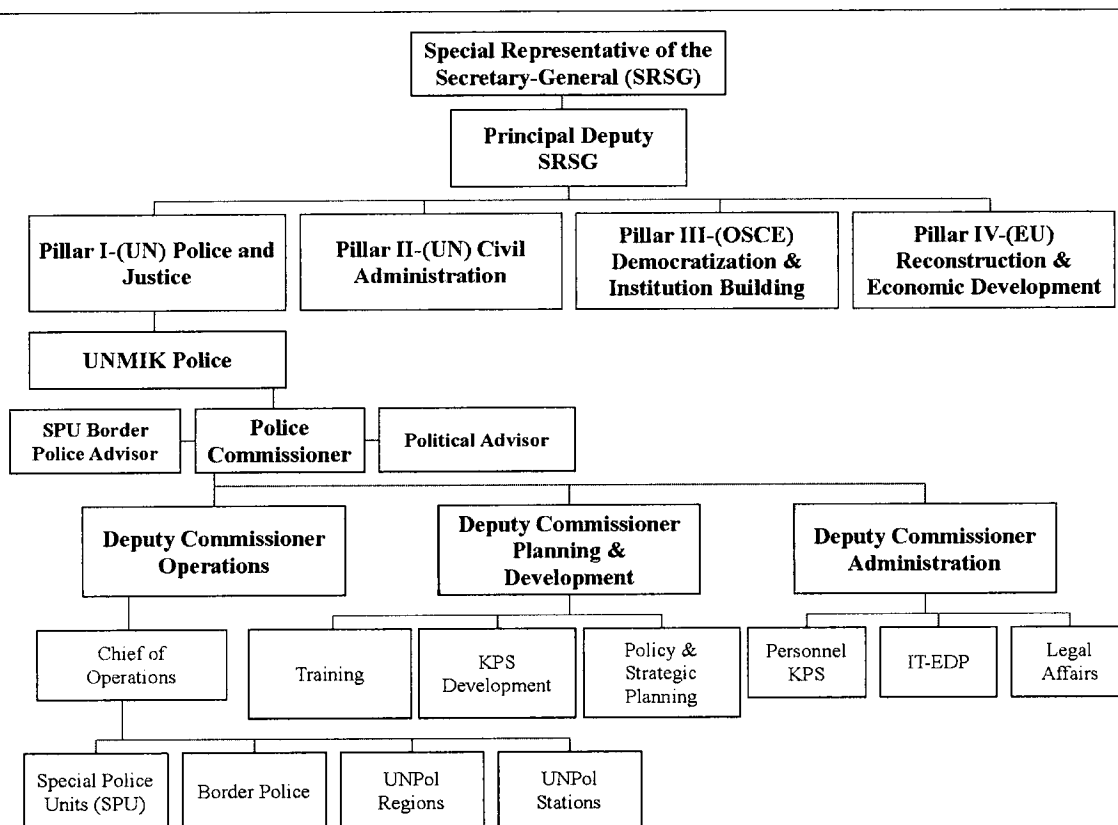 Special Representative of the
Secretary-General (SRSG)
Principal Deputy
SRSG
Pillar I-(UN) Police and
Justice
Pillar II-(UN) Civil
Administration
Pillar III-(OSCE)
Democratization &
Institution Building
Pillar IV-(EU)
Reconstruction &
Economic Development
UNMIK Police
SPU Border
Police Advisor
Police
Commissioner
Political Advisor
Deputy Commissioner
Operations
Deputy Commissioner
Planning &
Development
Deputy Commissioner
Administration
Chief of
Operations
Training
KPS
Development
Policy &
Strategic
Planning
Personnel
KPS
IT-EDP
Legal
Affairs
Special Police
Units (SPU)
Border Police
UNPol
Regions
UNPol
Stations